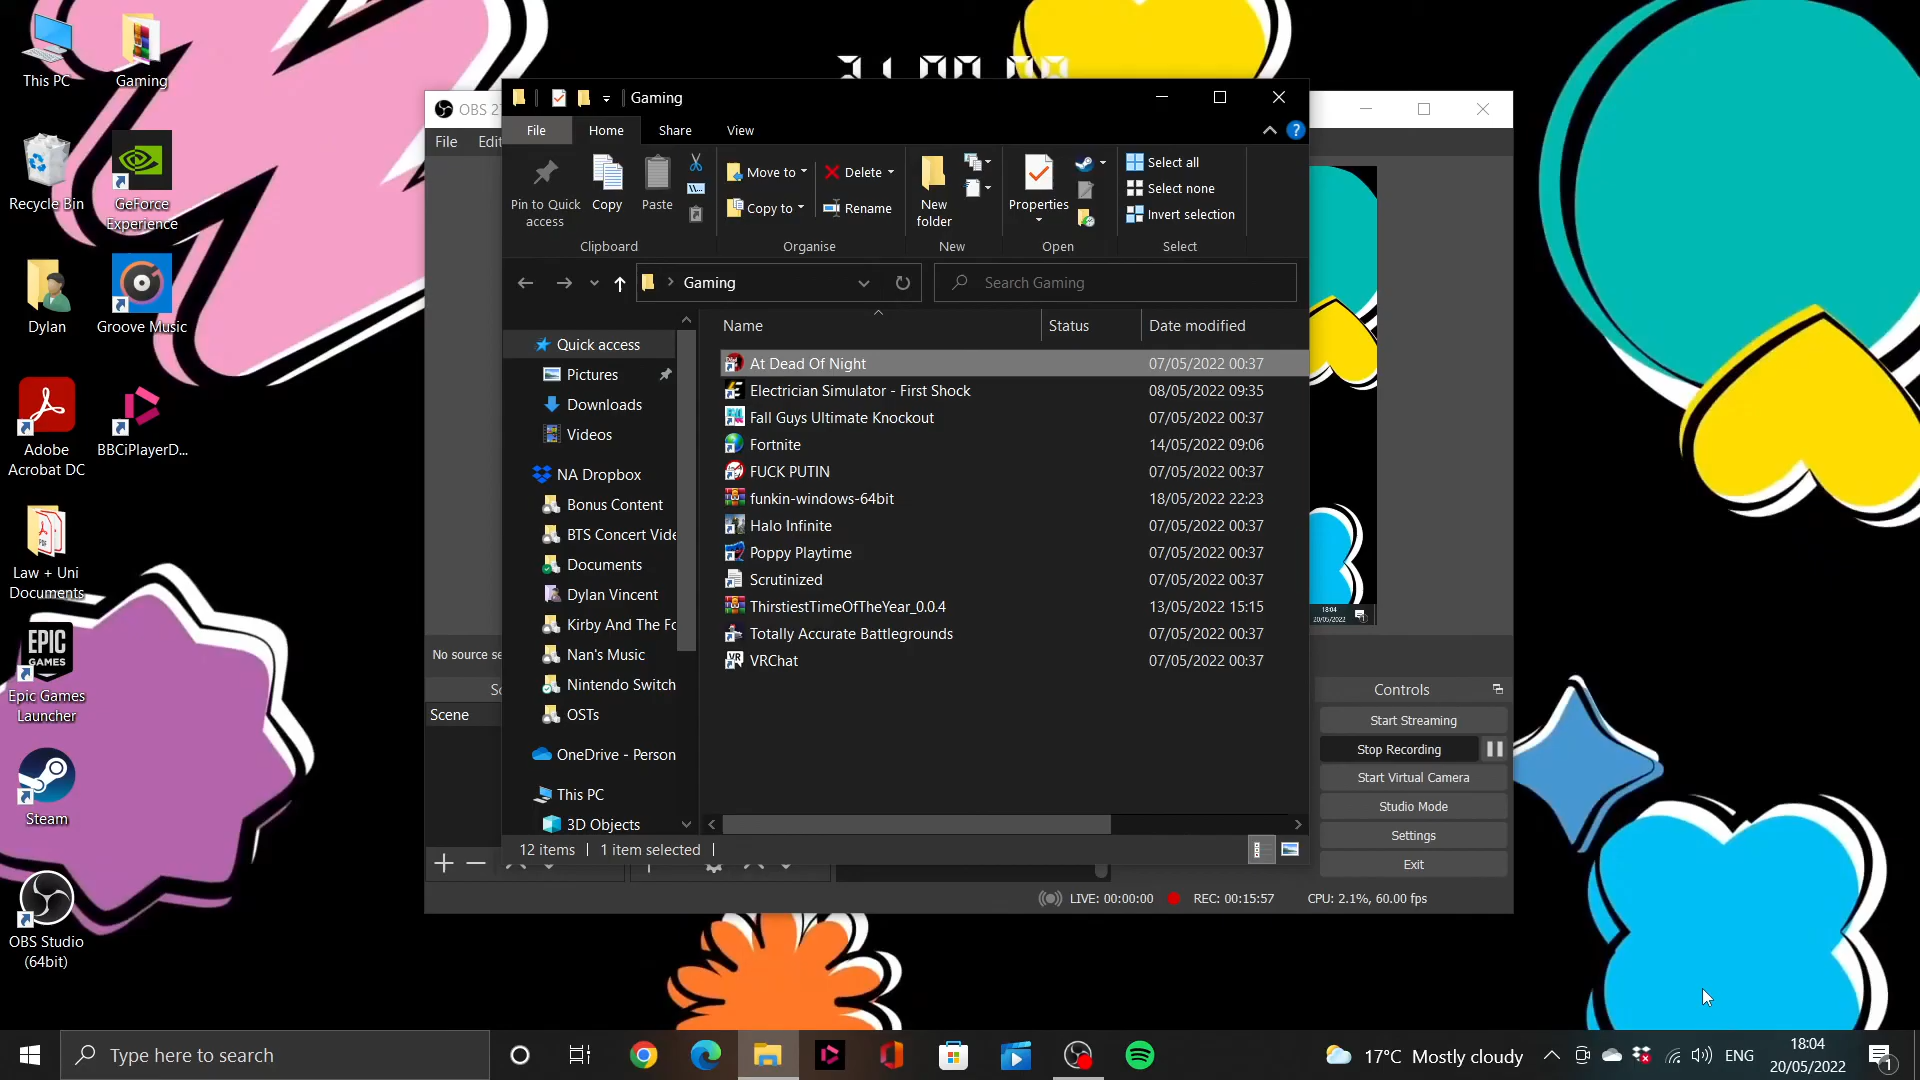 This PC
Gaming
Recycle Bin
GeForce
Experience
Dylan
Groove Music
Adobe
Acrobat DC
BBCiPlayerD...
Law + Uni
Documents
EPIC
GAMES
Epic Games
Launcher
Steam
OBS Studio
(64bit)
OBS 2
File
Edit
Gaming
File
Home
Share
View
Pin to Quick
access
Copy
Paste
Clipboard
Move to
Copy to
Delete
Rename
Organise
New
folder
New
Properties
Open
Select all
Select none
Invert selection
Select
Gaming
Search Gaming
Name
Status
Date modified
Quick access
Pictures
Downloads
Videos
NA Dropbox
Bonus Content
BTS Concert Vide
Documents
Dylan Vincent
Kirby And The Fo
Nan's Music
Nintendo Switch
OSTs
OneDrive - Person
This PC
3D Objects
At Dead Of Night 07/05/2022 00:37
Electrician Simulator - First Shock 08/05/2022 09:35
Fall Guys Ultimate Knockout 07/05/2022 00:37
Fortnite 14/05/2022 09:06
FUCK PUTIN 07/05/2022 00:37
funkin-windows-64bit 18/05/2022 22:23
Halo Infinite 07/05/2022 00:37
Poppy Playtime 07/05/2022 00:37
Scrutinized 07/05/2022 00:37
ThirstiestTimeOfTheYear_0.0.4 13/05/2022 15:15
Totally Accurate Battlegrounds 07/05/2022 00:37
VRChat 07/05/2022 00:37
12 items
1 item selected
No source se
Scene
18:04
20/05/2022
Controls
Start Streaming
Stop Recording
Start Virtual Camera
Studio Mode
Settings
Exit
LIVE: 00:00:00
REC: 00:15:57
CPU: 2.1%, 60.00 fps
Type here to search
17°C Mostly cloudy
ENG
18:04
20/05/2022
1